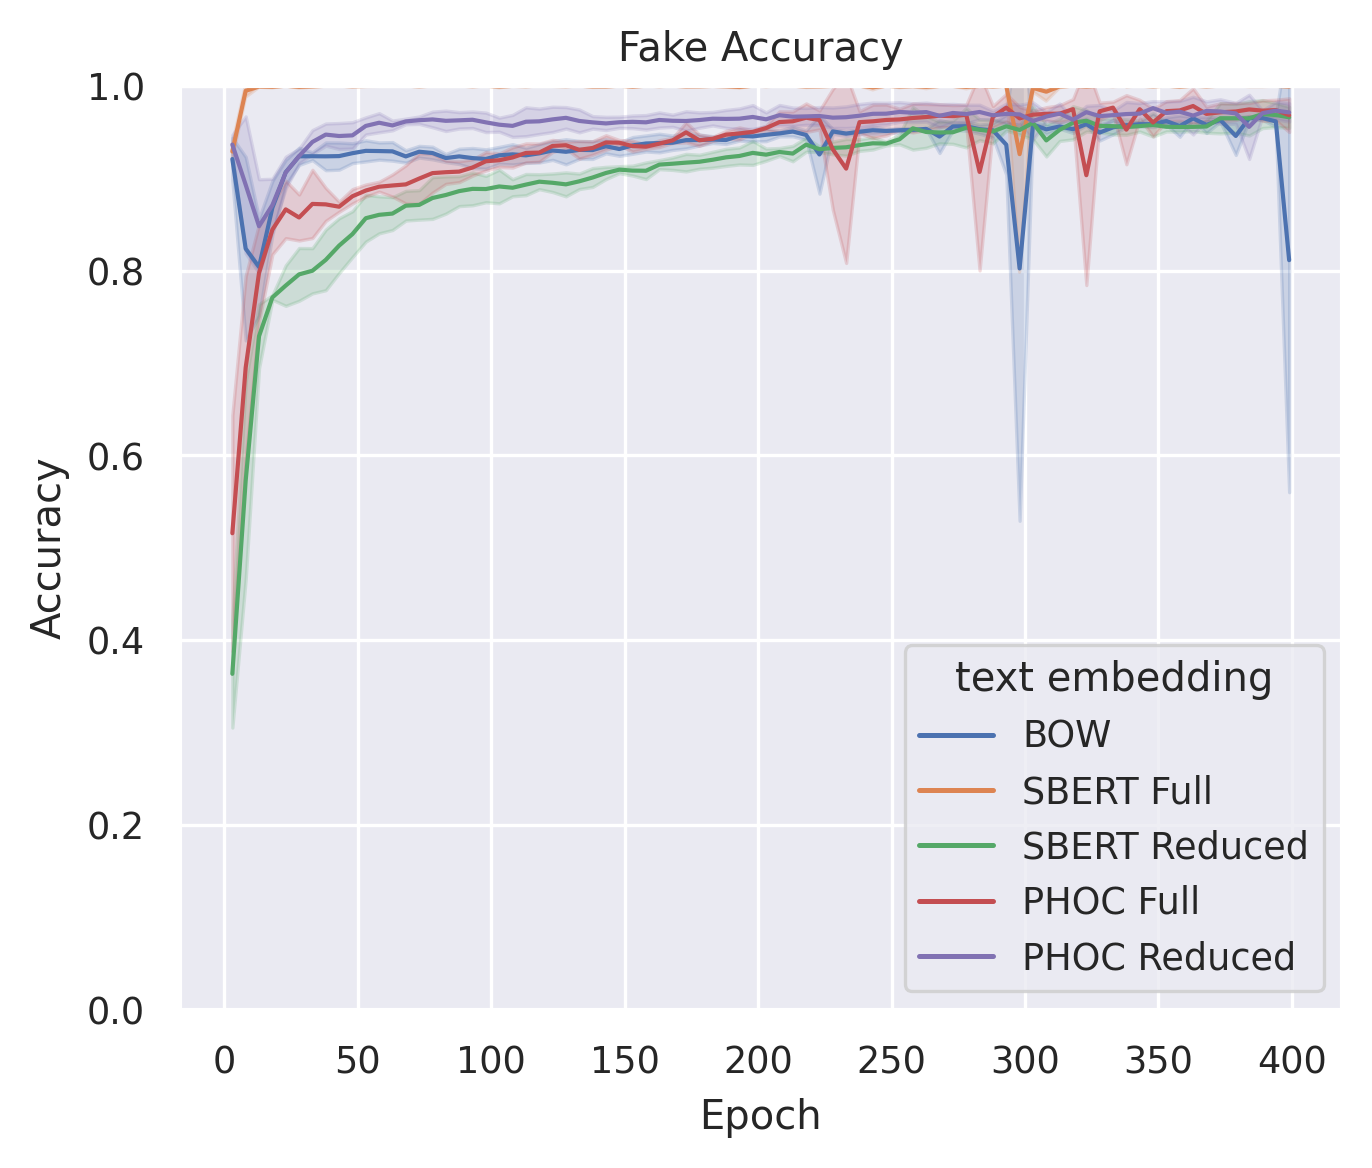 Fake Accuracy
1.0
0.8
0.6
0.4
0.2
0.0
Accuracy
text embedding
BOW
SBERT Full
SBERT Reduced
PHOC Full
PHOC Reduced
0 50 100 150 200 250 300 350 400
Epoch